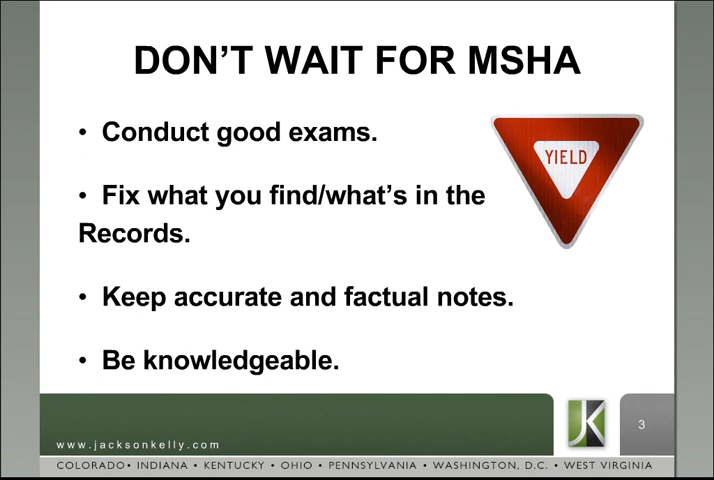 DON’T WAIT FOR MSHA
• Conduct good exams.
YIELD
• Fix what you find/what’s in the
Records.
• Keep accurate and factual notes.
• Be knowledgeable.
JK
3
www.jacksonkelly.com
COLORADO • INDIANA • KENTUCKY • OHIO • PENNSYLVANIA • WASHINGTON, D.C. • WEST VIRGINIA